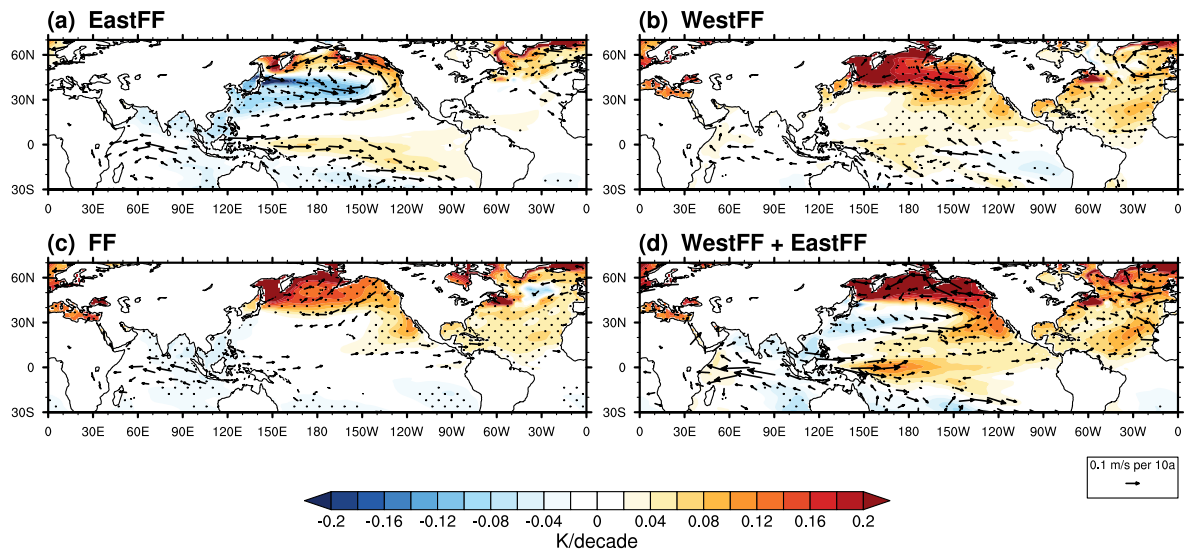 (a) EastFF
(b) WestFF
60N
30N
0
30S
0 30E 60E 90E 120E 150E 180 150W 120W 90W 60W 30W 0
60N
30N
0
30S
0 30E 60E 90E 120E 150E 180 150W 120W 90W 60W 30W 0
(c) FF
(d) WestFF + EastFF
60N
30N
0
30S
0 30E 60E 90E 120E 150E 180 150W 120W 90W 60W 30W 0
60N
30N
0
30S
0 30E 60E 90E 120E 150E 180 150W 120W 90W 60W 30W 0
0.1 m/s per 10a
-0.2 -0.16 -0.12 -0.08 -0.04 0 0.04 0.08 0.12 0.16 0.2
K/decade